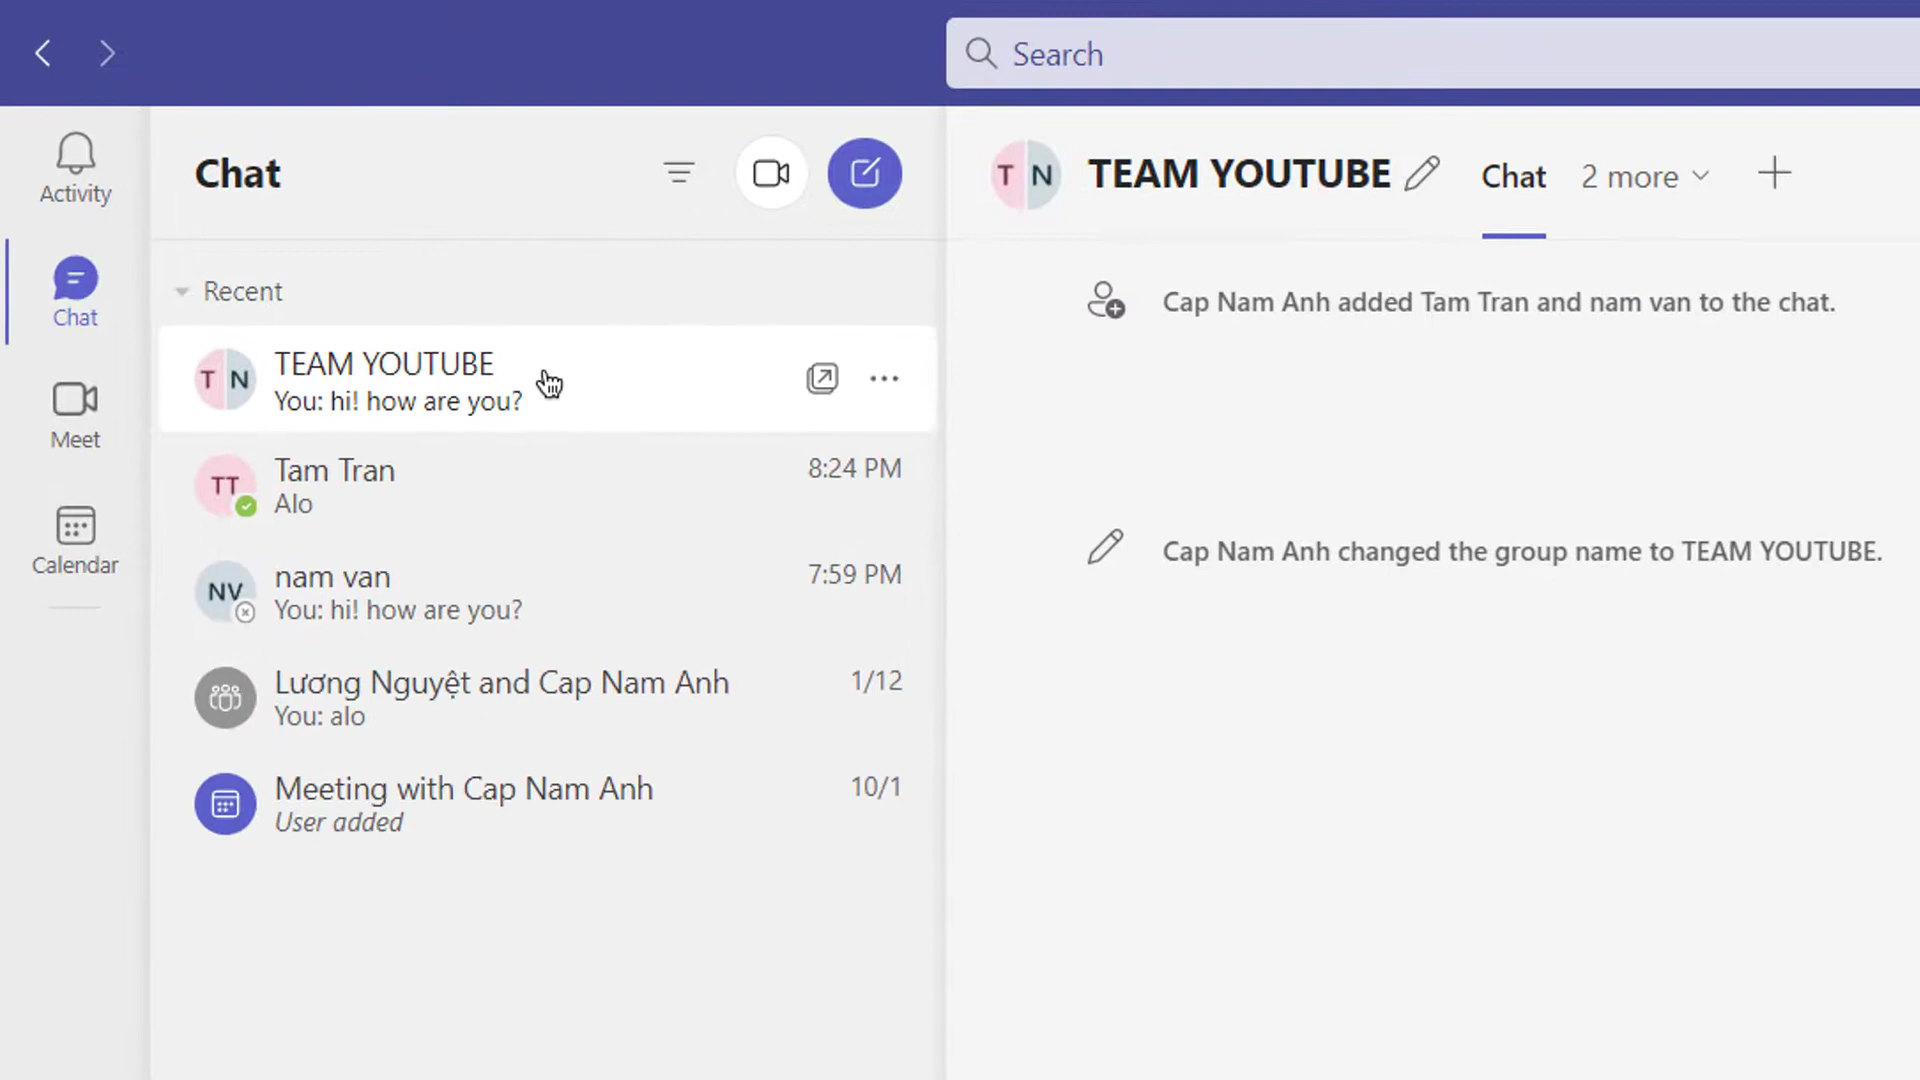 Search
Activity
Chat
Meet
Calendar
Chat
Recent
T N
TEAM YOUTUBE
You: hi! how are you?
TT
Tam Tran
8:24 PM
Alo
NV
nam van
7:59 PM
You: hi! how are you?
Lương Nguyệt and Cap Nam Anh
1/12
You: alo
Meeting with Cap Nam Anh
10/1
User added
T N
TEAM YOUTUBE
Chat
2 more
Cap Nam Anh added Tam Tran and nam van to the chat.
Cap Nam Anh changed the group name to TEAM YOUTUBE.